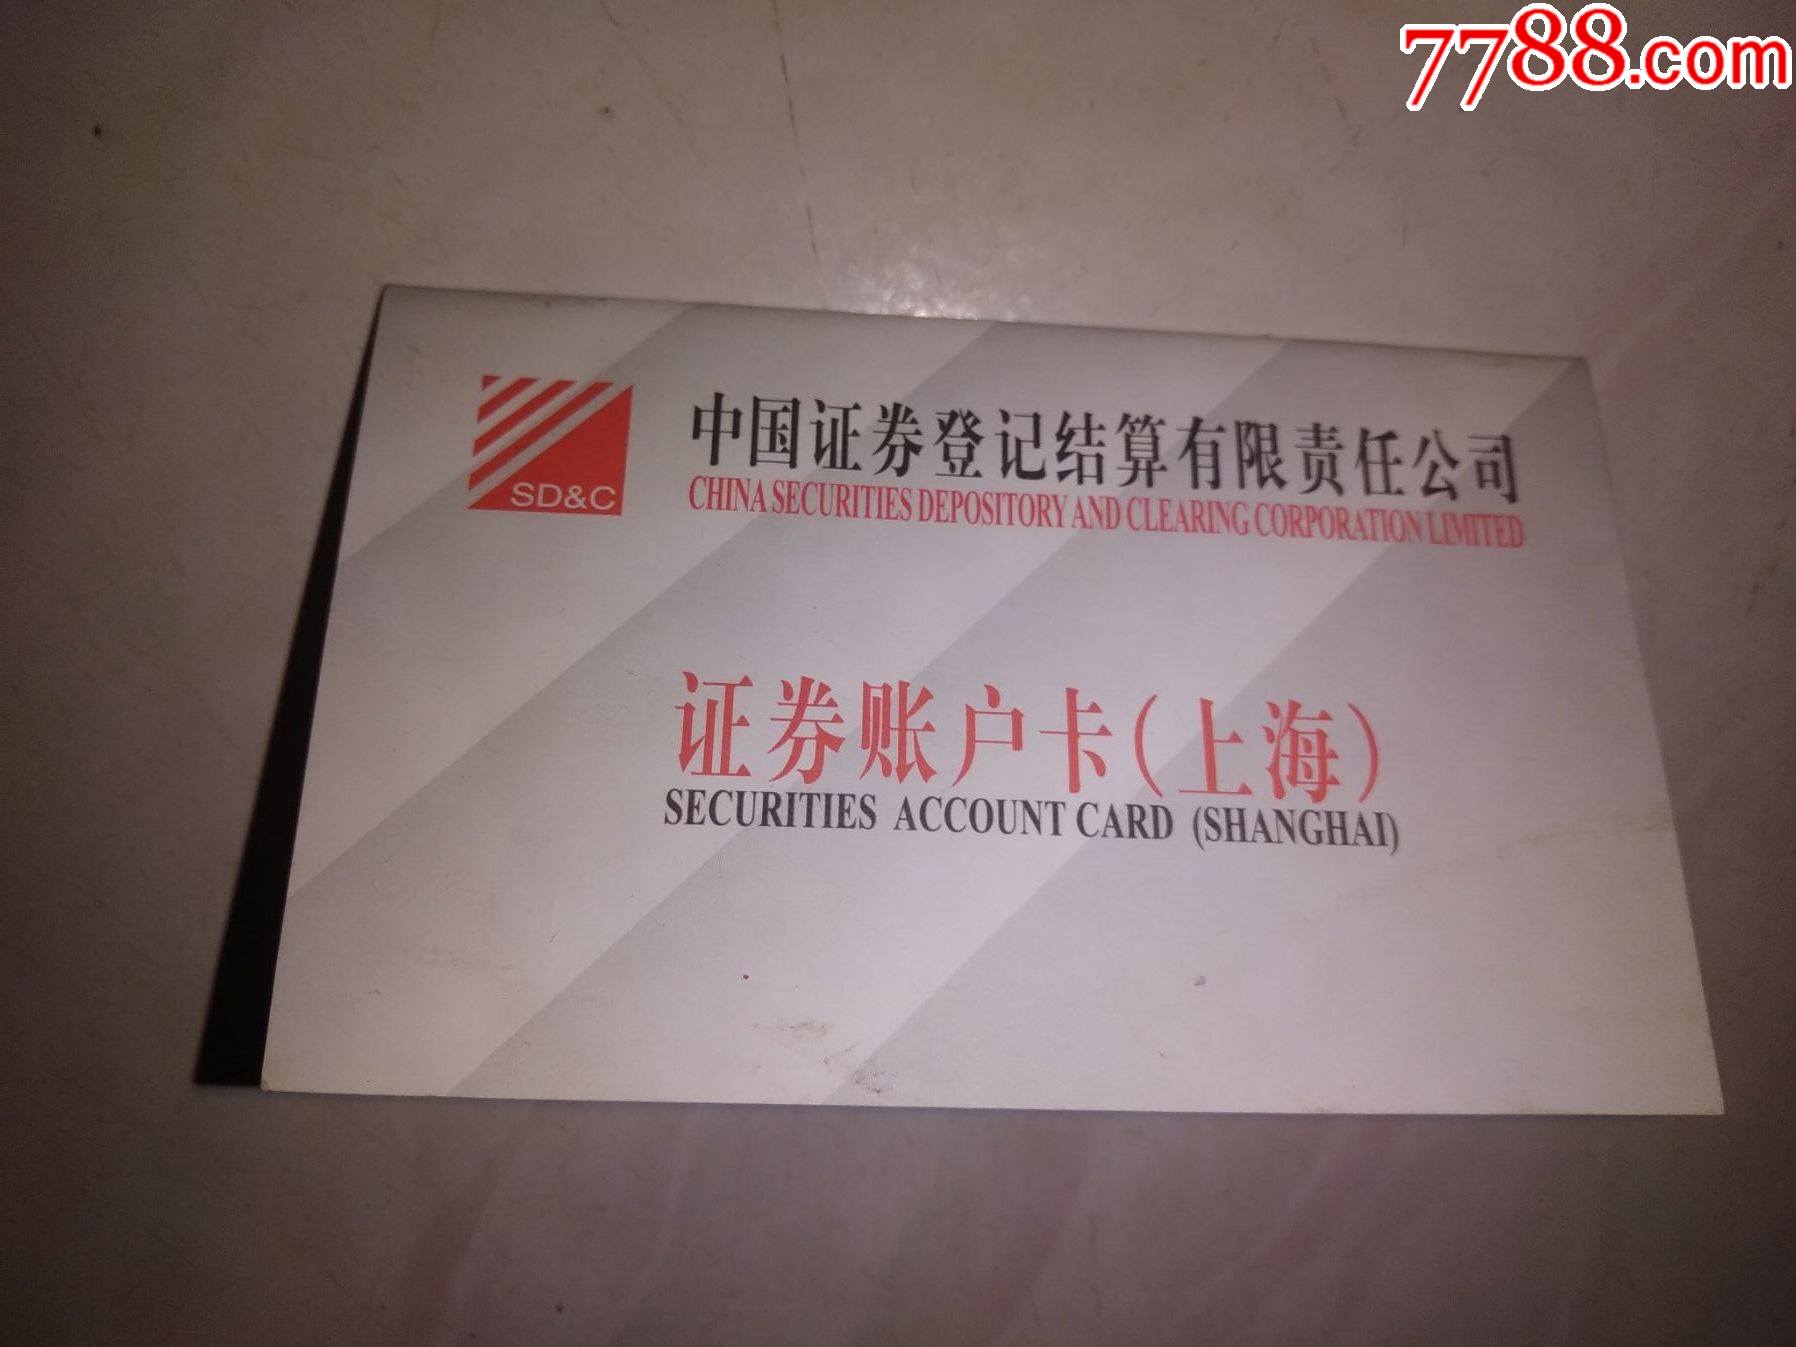 7788.com
中国证券登记结算有限责任公司
CHINA SECURITIES DEPOSITORY AND CLEARING CORPORATION LIMITED
SD&C
证券账户卡(上海)
SECURITIES ACCOUNT CARD (SHANGHAI)